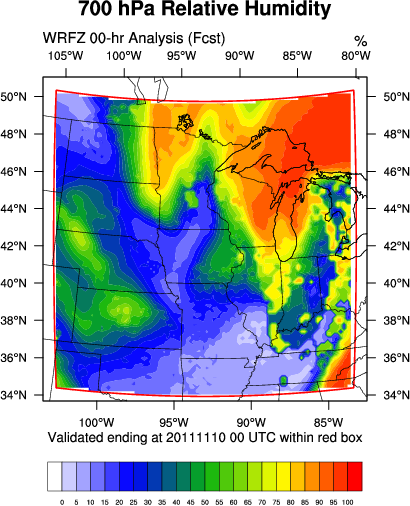 700 hPa Relative Humidity
WRFZ 00-hr Analysis (Fcst) %
105°W 100°W 95°W 90°W 85°W 80°W
50°N 50°N
48°N 48°N
46°N 46°N
44°N 44°N
42°N 42°N
40°N 40°N
38°N 38°N
36°N 36°N
34°N 34°N
100°W 95°W 90°W 85°W
Validated ending at 20111110 00 UTC within red box
0 5 10 15 20 25 30 35 40 45 50 55 60 65 70 75 80 85 90 95 100